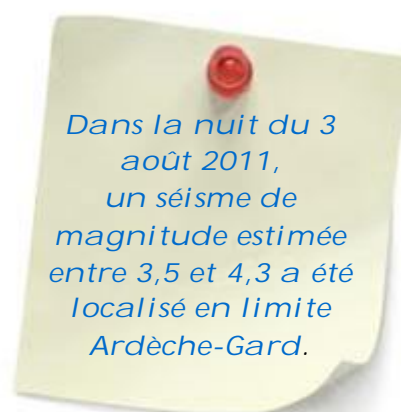 Dans la nuit du 3
août 2011,
un séisme de
magnitude estimée
entre 3,5 et 4,3 a été
localisé en limite
Ardèche-Gard.